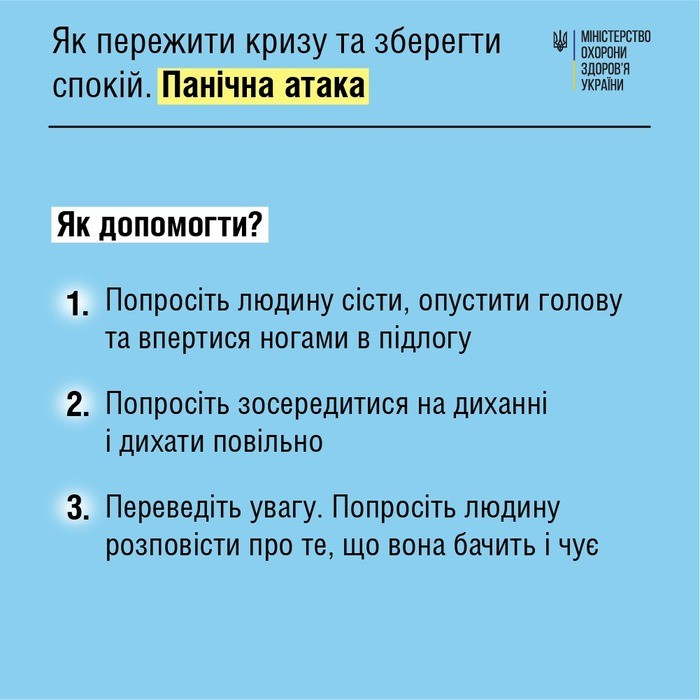 Як пережити кризу та зберегти
спокій. Панічна атака
МІНІСТЕРСТВО
ОХОРОНИ
ЗДОРОВ'Я
УКРАЇНИ
Як допомогти?
1. Попросіть людину сісти, опустити голову
та впертися ногами в підлогу
2. Попросіть зосередитися на диханні
і дихати повільно
3. Переведіть увагу. Попросіть людину
розповісти про те, що вона бачить і чує